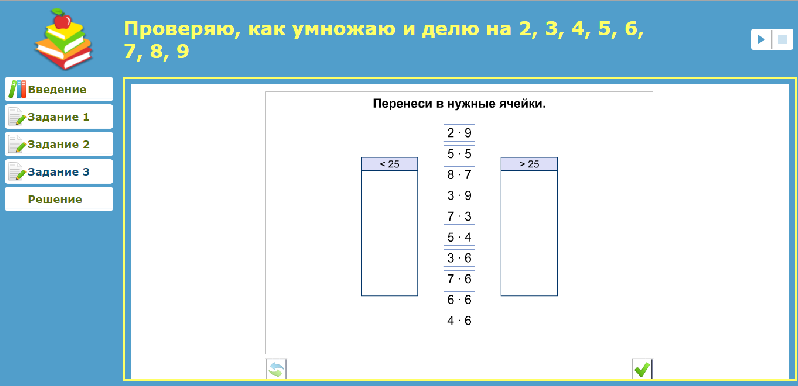 Проверяю, как умножаю и делю на 2, 3, 4, 5, 6,
7, 8, 9
Введение
Задание 1
Задание 2
Задание 3
Решение
Перенеси в нужные ячейки.
< 25
> 25
2 · 9
5 · 5
8 · 7
3 · 9
7 · 3
5 · 4
3 · 6
7 · 6
6 · 6
4 · 6